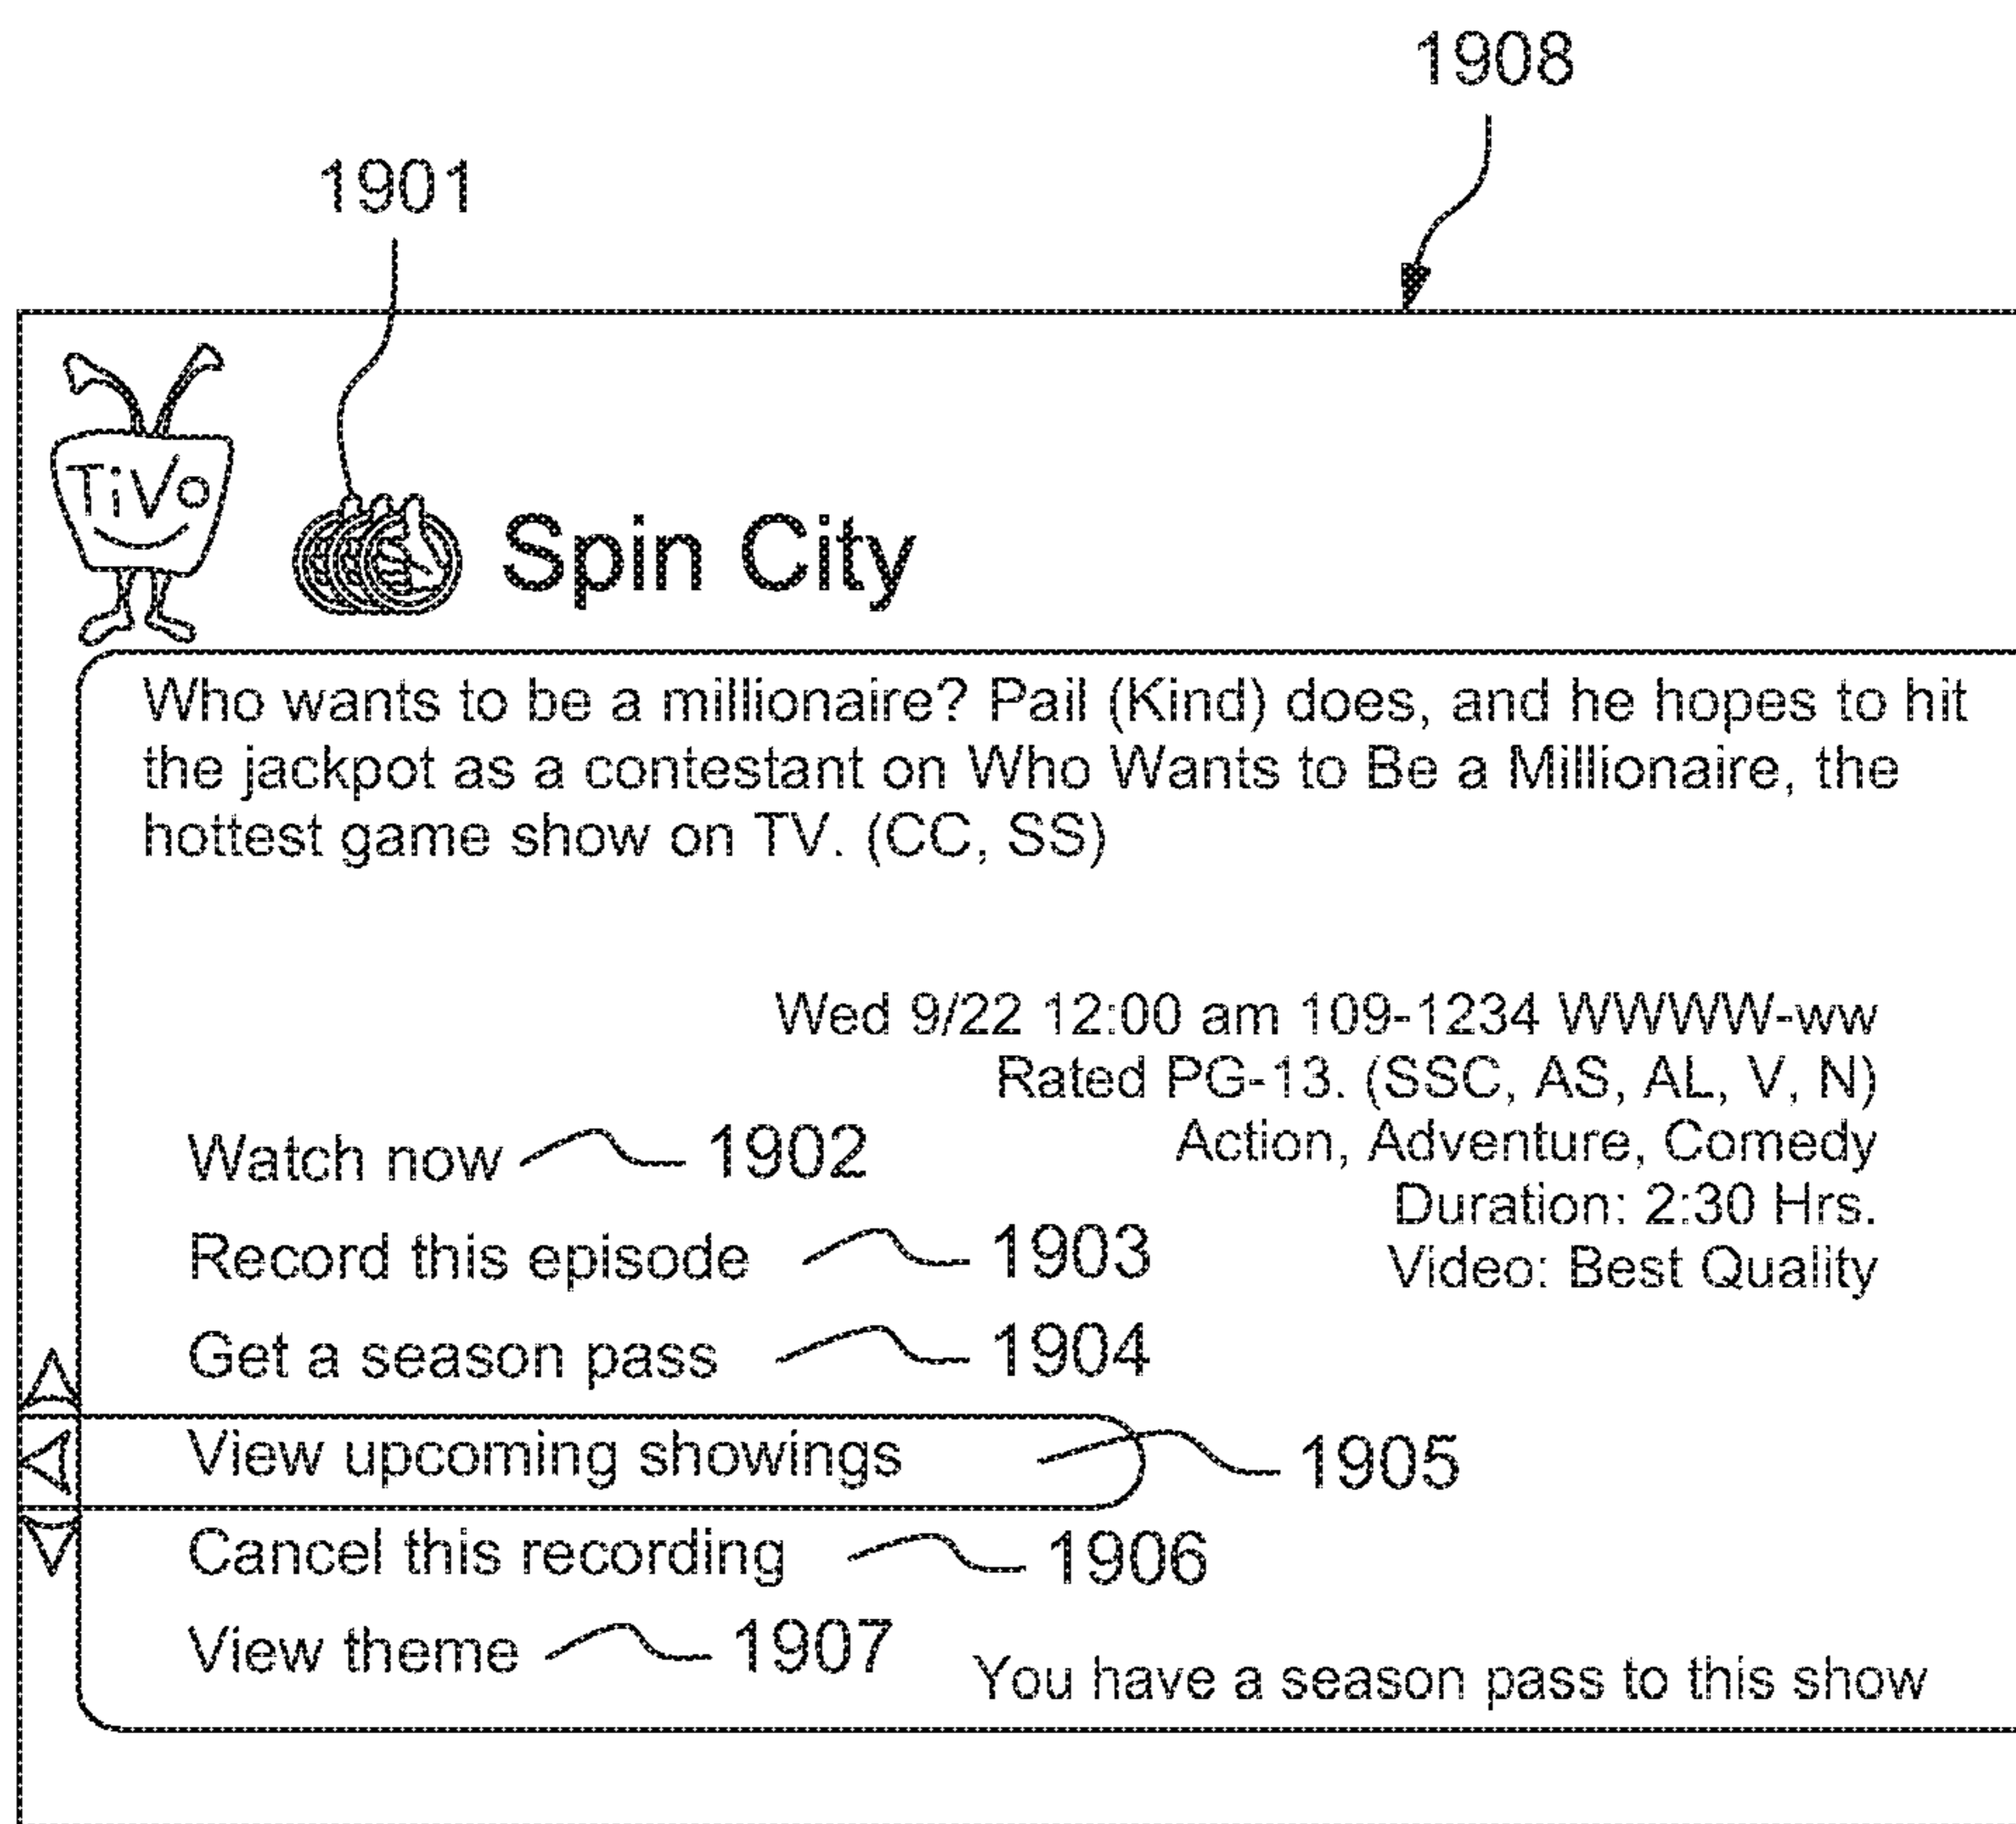 1908
1901
TiVo
Spin City
Who wants to be a millionaire? Pail (Kind) does, and he hopes to hit
the jackpot as a contestant on Who Wants to Be a Millionaire, the
hottest game show on TV. (CC, SS)
Wed 9/22 12:00 am 109-1234 WWWW-ww
Rated PG-13. (SSC, AS, AL, V, N)
Action, Adventure, Comedy
Duration: 2:30 Hrs.
Video: Best Quality
Watch now 1902
Record this episode 1903
Get a season pass 1904
View upcoming showings 1905
Cancel this recording 1906
View theme 1907
You have a season pass to this show